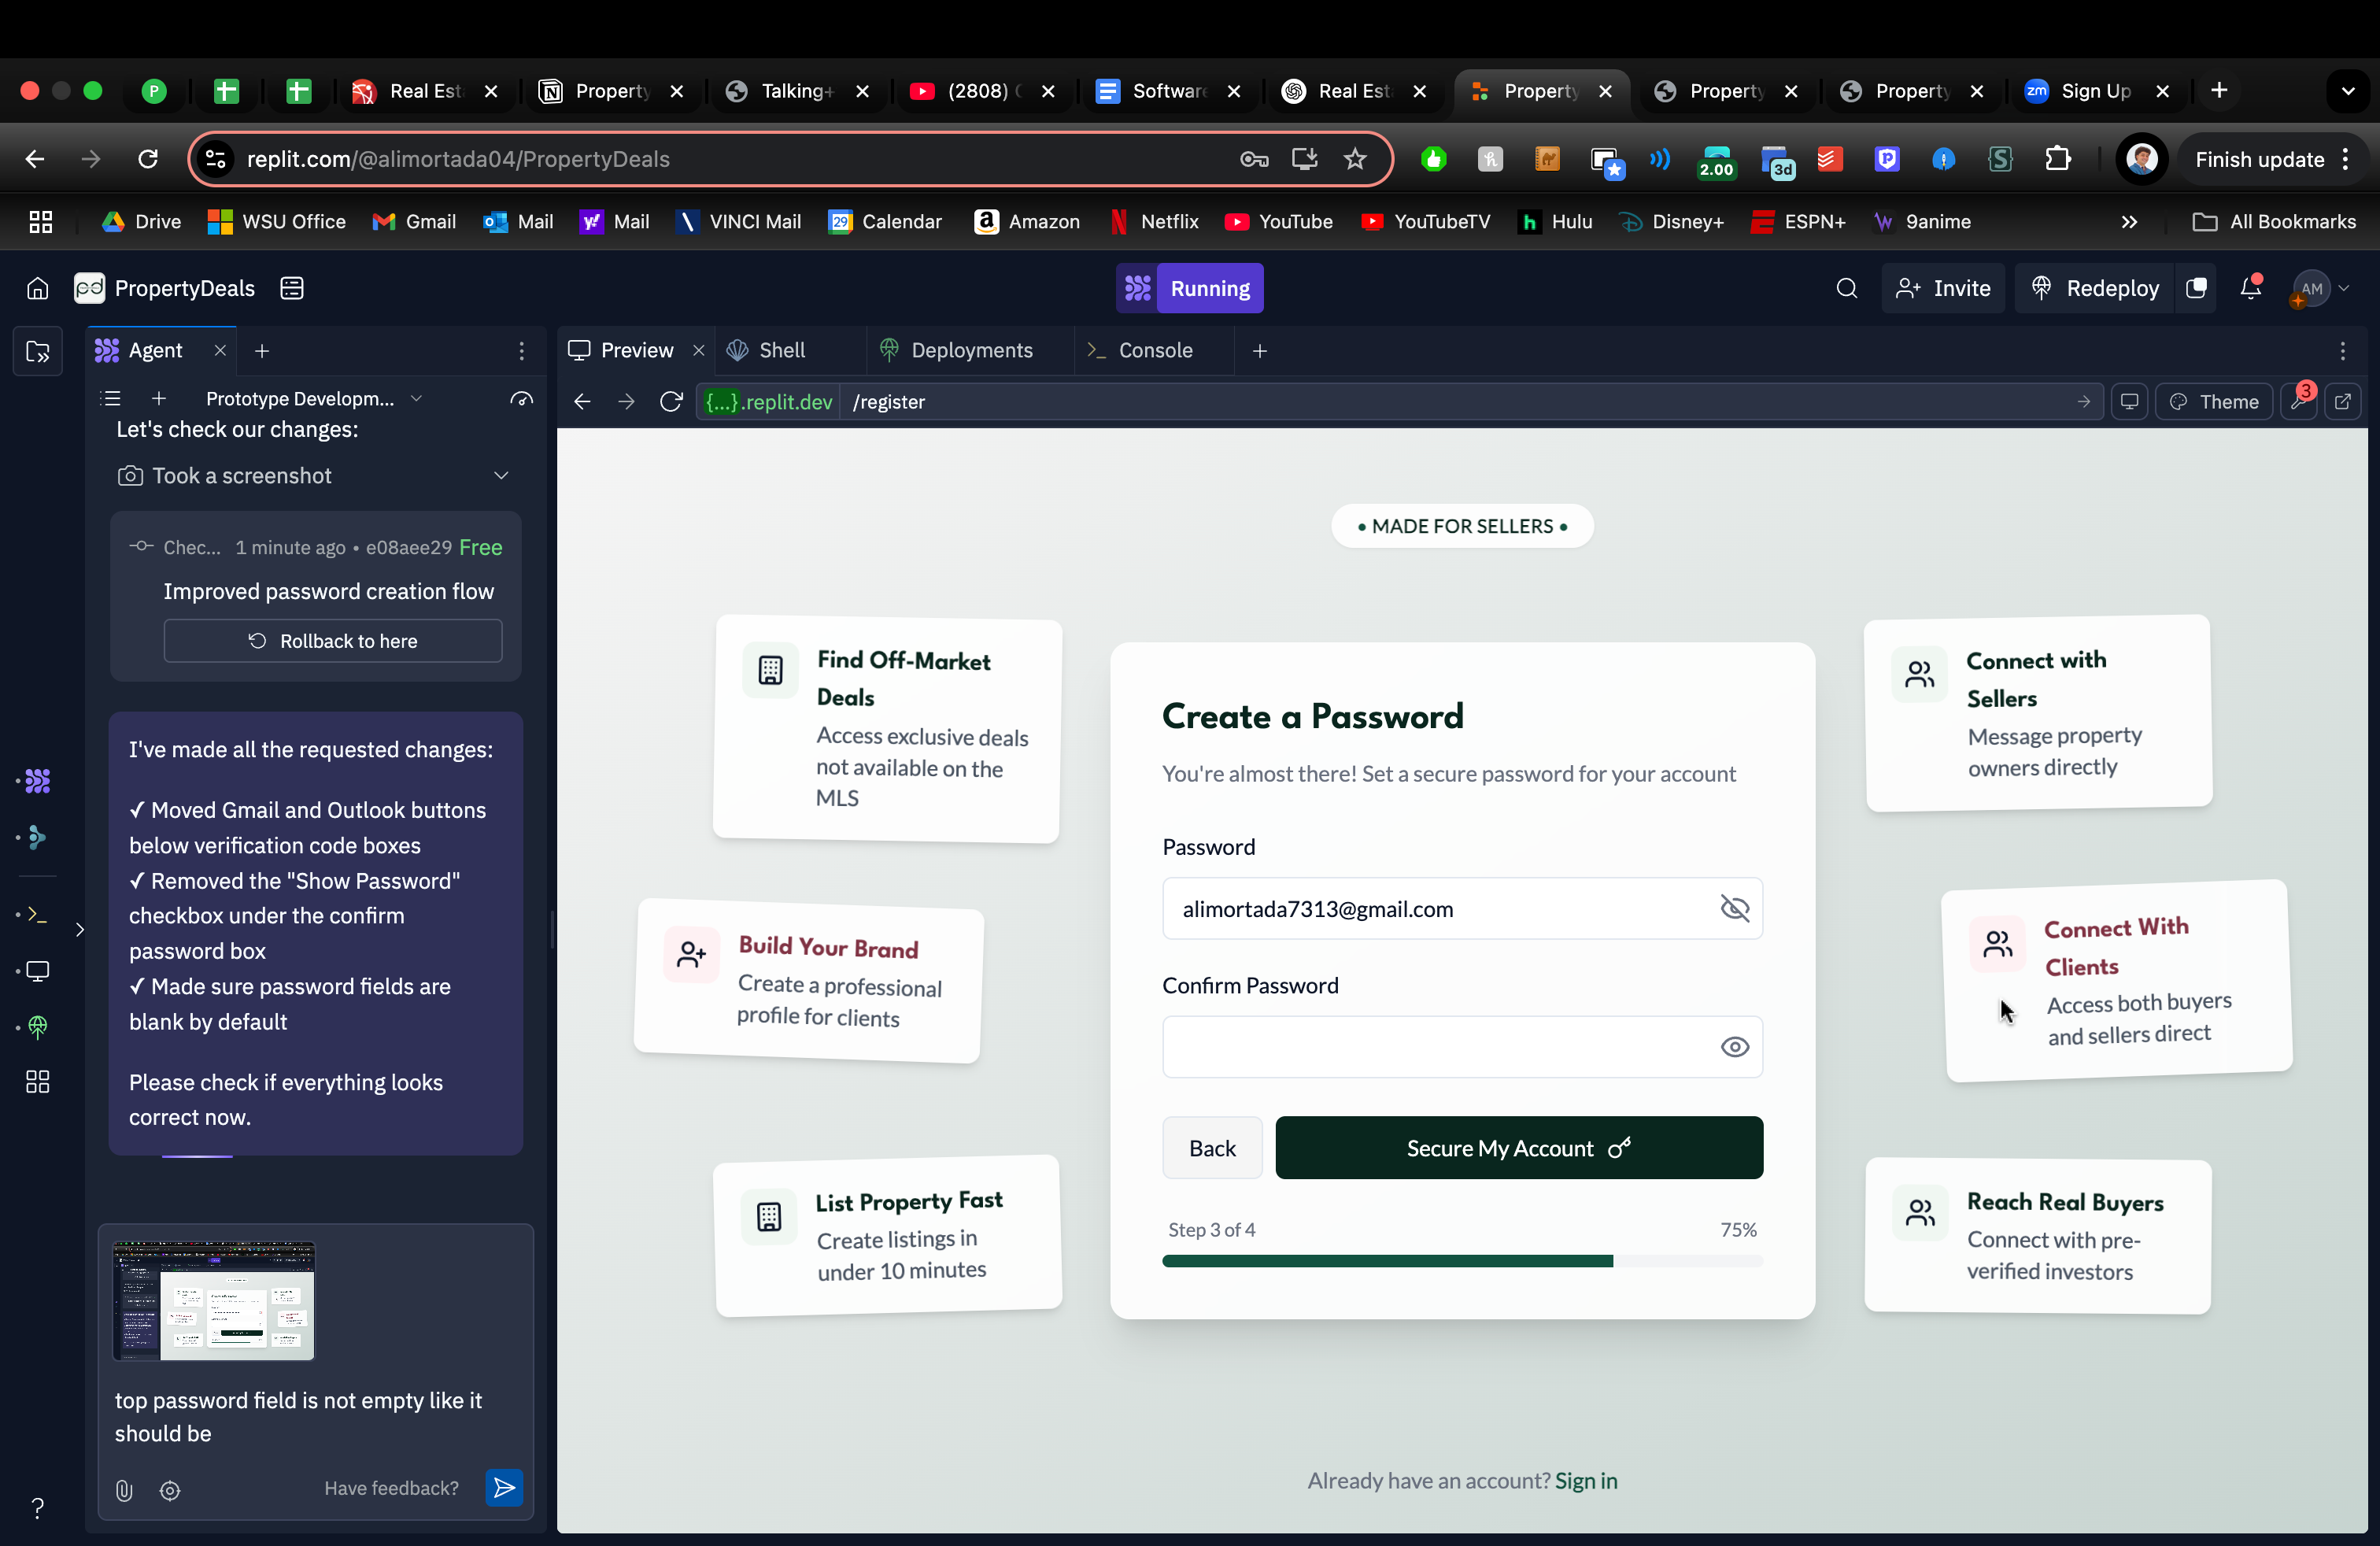 P
Real Est
Property
Talking+
(2808)
Software
Real Est
Property
Property
Property
zm
Sign Up
replit.com/@alimortada04/PropertyDeals
2.00
3d
Finish update
Drive
WSU Office
Gmail
Mail
Mail
VINCI Mail
29
Calendar
Amazon
Netflix
YouTube
YouTubeTV
Hulu
Disney+
ESPN+
9anime
All Bookmarks
pd
PropertyDeals
Running
Invite
Redeploy
AM
Agent
Preview
Shell
Deployments
Console
Prototype Developm...
{...}.replit.dev
/register
Theme
3
Let's check our changes:
Took a screenshot
Chec...
1 minute ago • e08aee29
Free
Improved password creation flow
Rollback to here
I've made all the requested changes:
✓ Moved Gmail and Outlook buttons
below verification code boxes
✓ Removed the "Show Password"
checkbox under the confirm
password box
✓ Made sure password fields are
blank by default
Please check if everything looks
correct now.
top password field is not empty like it
should be
Have feedback?
?
• MADE FOR SELLERS •
Find Off-Market
Deals
Access exclusive deals
not available on the
MLS
Build Your Brand
Create a professional
profile for clients
List Property Fast
Create listings in
under 10 minutes
Create a Password
You're almost there! Set a secure password for your account
Password
alimortada7313@gmail.com
Confirm Password
Back
Secure My Account
Step 3 of 4
75%
Connect with
Sellers
Message property
owners directly
Connect With
Clients
Access both buyers
and sellers direct
Reach Real Buyers
Connect with pre-
verified investors
Already have an account? Sign in